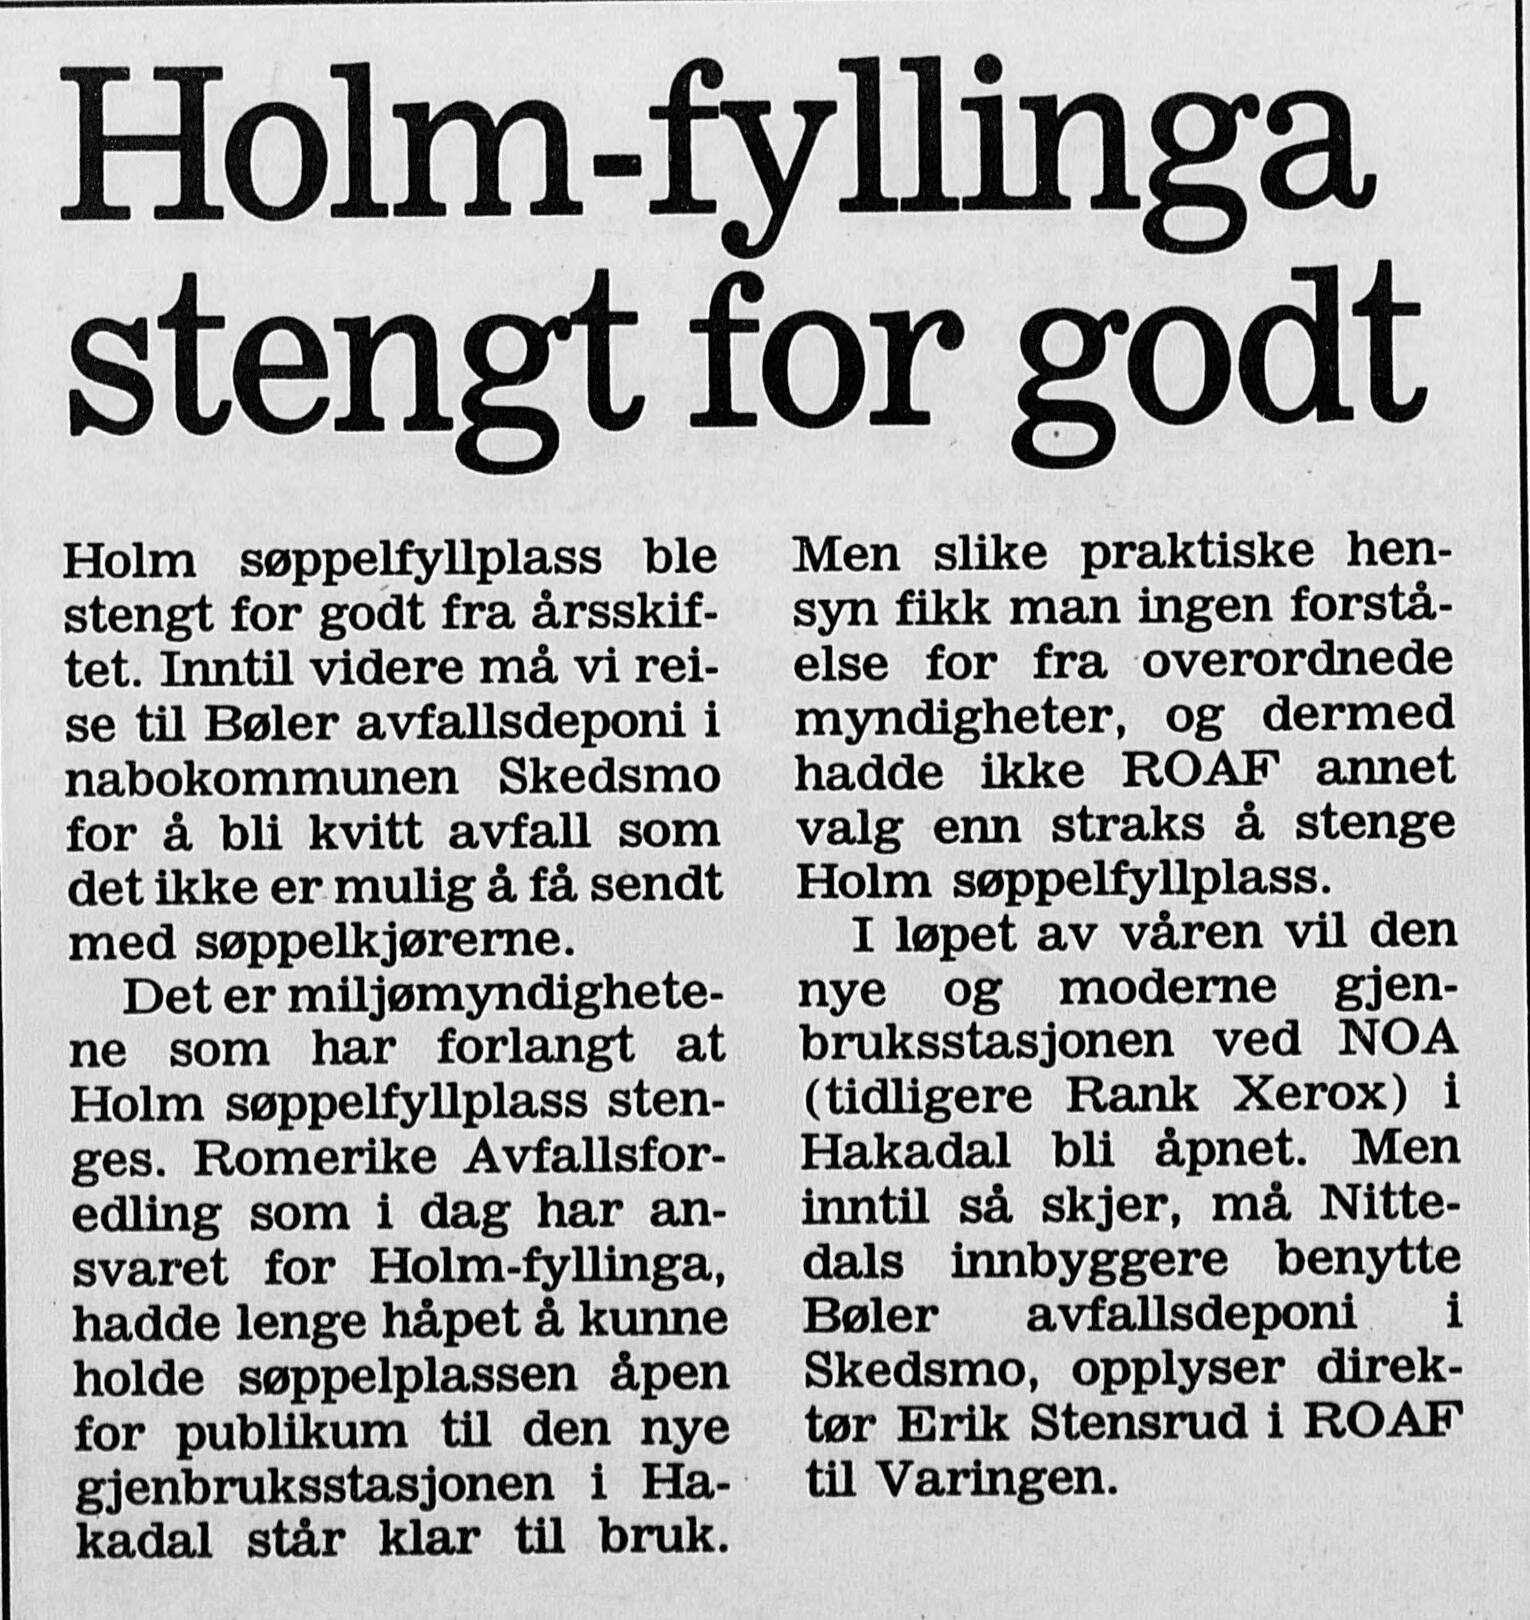 Holm-fyllinga
stengt for godt
Holm søppelfyllplass ble
stengt for godt fra årsskif-
tet. Inntil videre må vi rei-
se til Bøler avfallsdeponi i
nabokommunen Skedsmo
for å bli kvitt avfall som
det ikke er mulig å få sendt
med søppelkjørerne.
Det er miljømyndighete-
ne som har forlangt at
Holm søppelfyllplass sten-
ges. Romerike Avfallsfor-
edling som i dag har an-
svaret for Holm-fyllinga,
hadde lenge håpet å kunne
holde søppelplassen åpen
for publikum til den nye
gjenbruksstasjonen i Ha-
kadal står klar til bruk.
Men slike praktiske hen-
syn fikk man ingen forstå-
else for fra overordnede
myndigheter, og dermed
hadde ikke ROAF annet
valg enn straks å stenge
Holm søppelfyllplass.
I løpet av våren vil den
nye og moderne gjen-
bruksstasjonen ved NOA
(tidligere Rank Xerox) i
Hakadal bli åpnet. Men
inntil så skjer, må Nitte-
dals innbyggere benytte
Bøler avfallsdeponi i
Skedsmo, opplyser direk-
tør Erik Stensrud i ROAF
til Varingen.